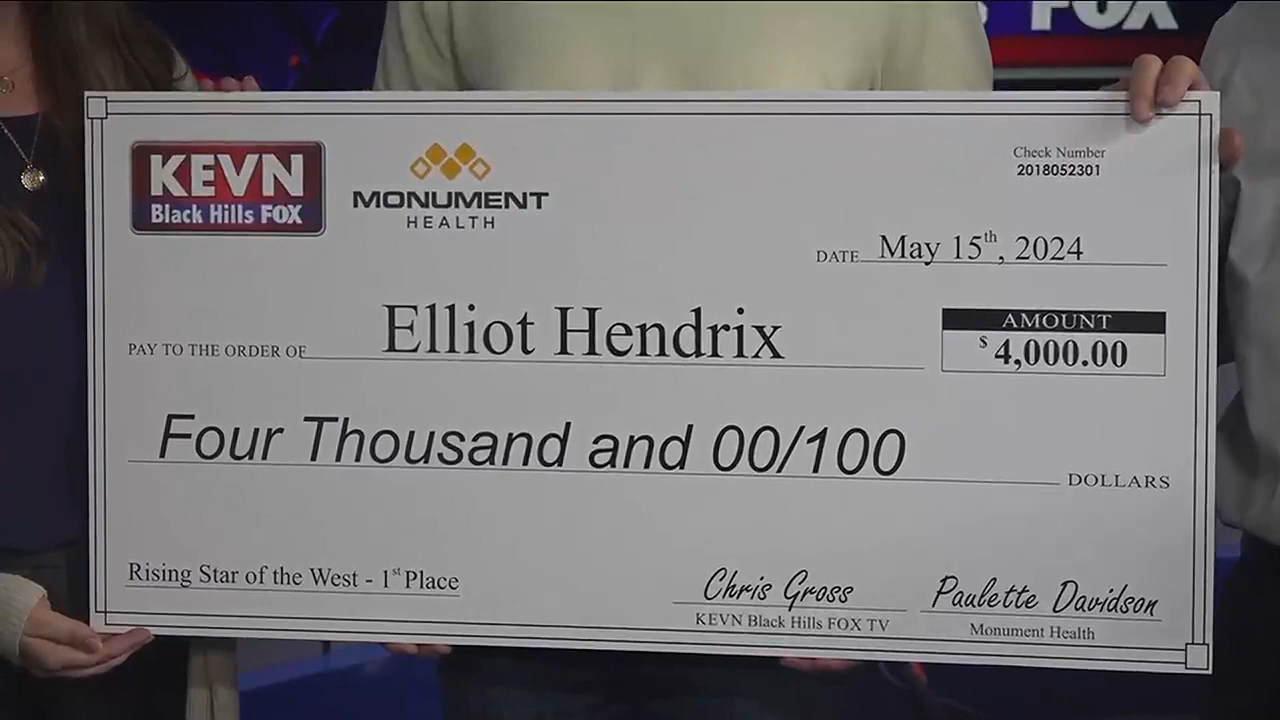 FOX
KEVN
Black Hills FOX
MONUMENT
HEALTH
Check Number
2018052301
DATE May 15th, 2024
PAY TO THE ORDER OF Elliot Hendrix
AMOUNT
$ 4,000.00
Four Thousand and 00/100
DOLLARS
Rising Star of the West - 1st Place
Chris Gross
KEVN Black Hills FOX TV
Paulette Davidson
Monument Health